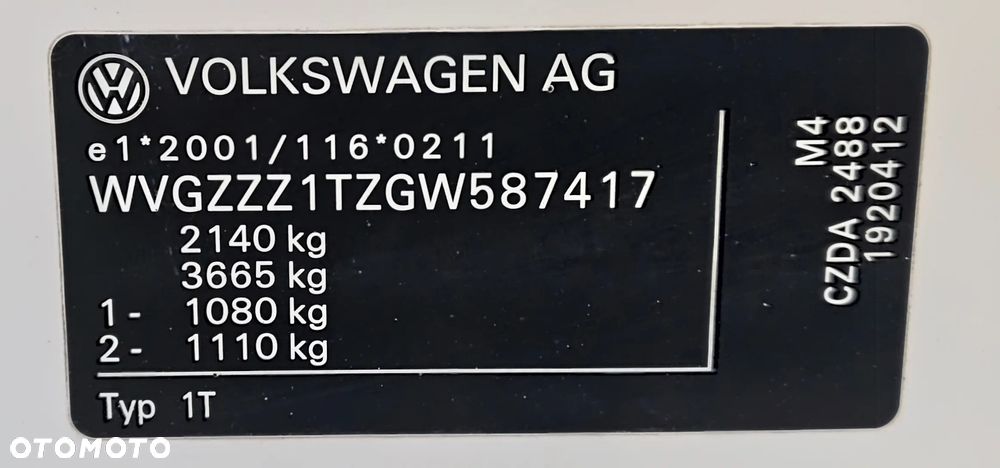 VOLKSWAGEN AG
e1*2001/116*0211
WVGZZZ1TZGW587417
2140 kg
3665 kg
1- 1080 kg
2- 1110 kg
Typ 1T
M4
CZDA 2488
1920412
OTOMOTO